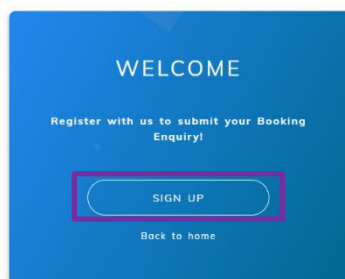 WELCOME
Register with us to submit your Booking
Enquiry!
SIGN UP
Back to home